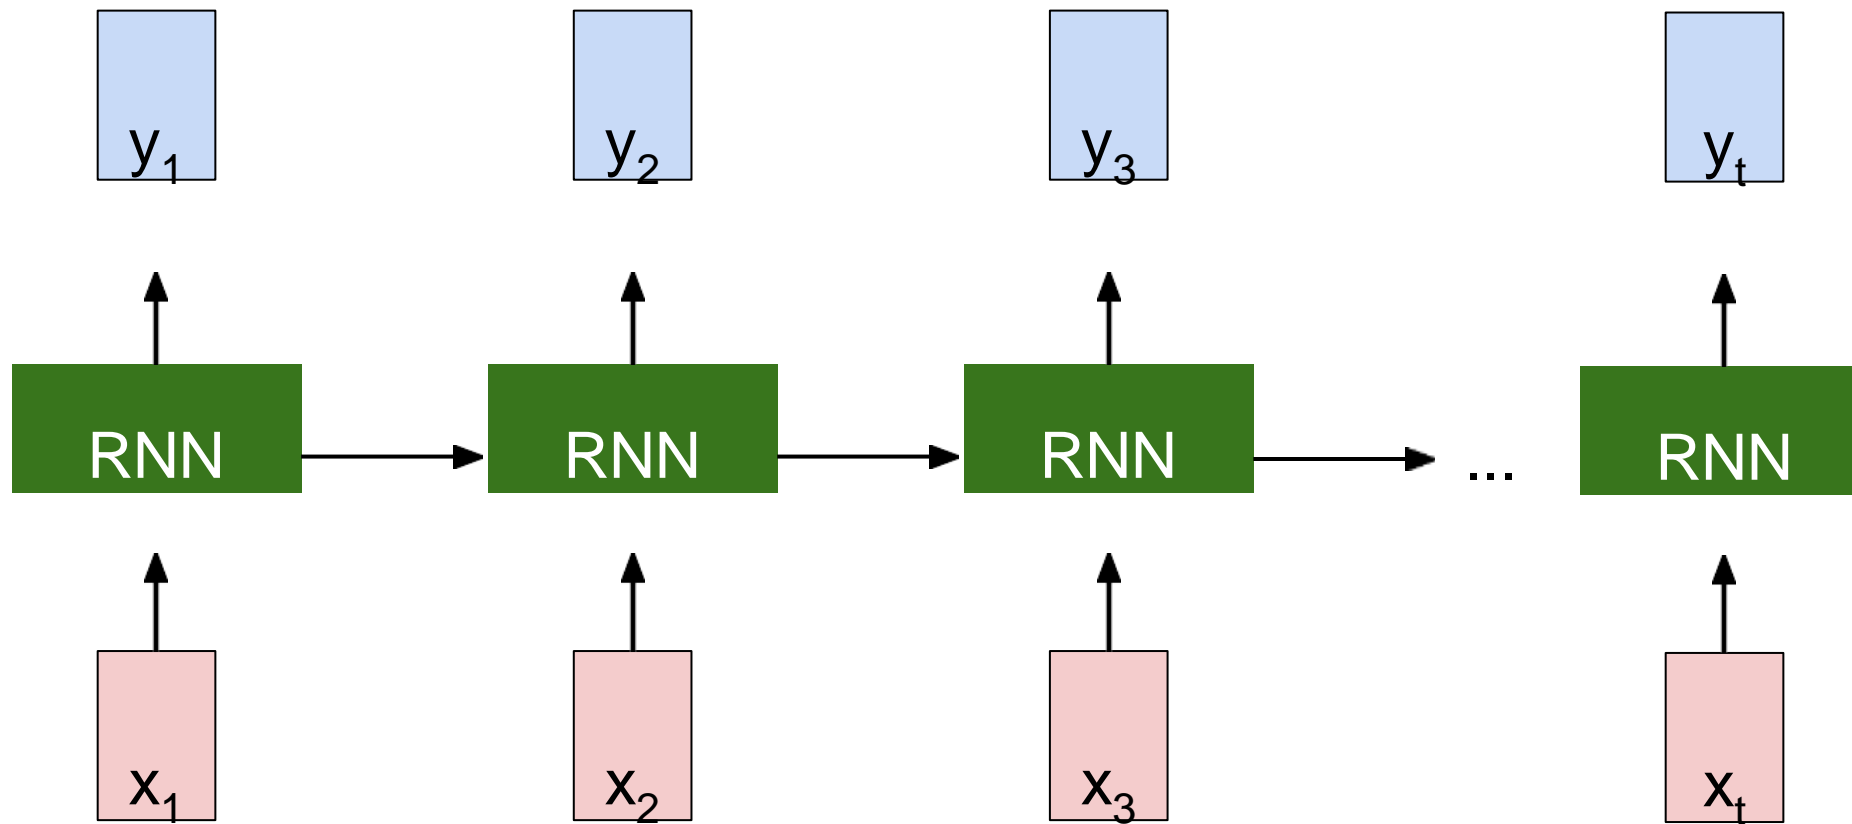 y₁ y₂ y₃ yₜ
RNN RNN RNN ... RNN
x₁ x₂ x₃ xₜ